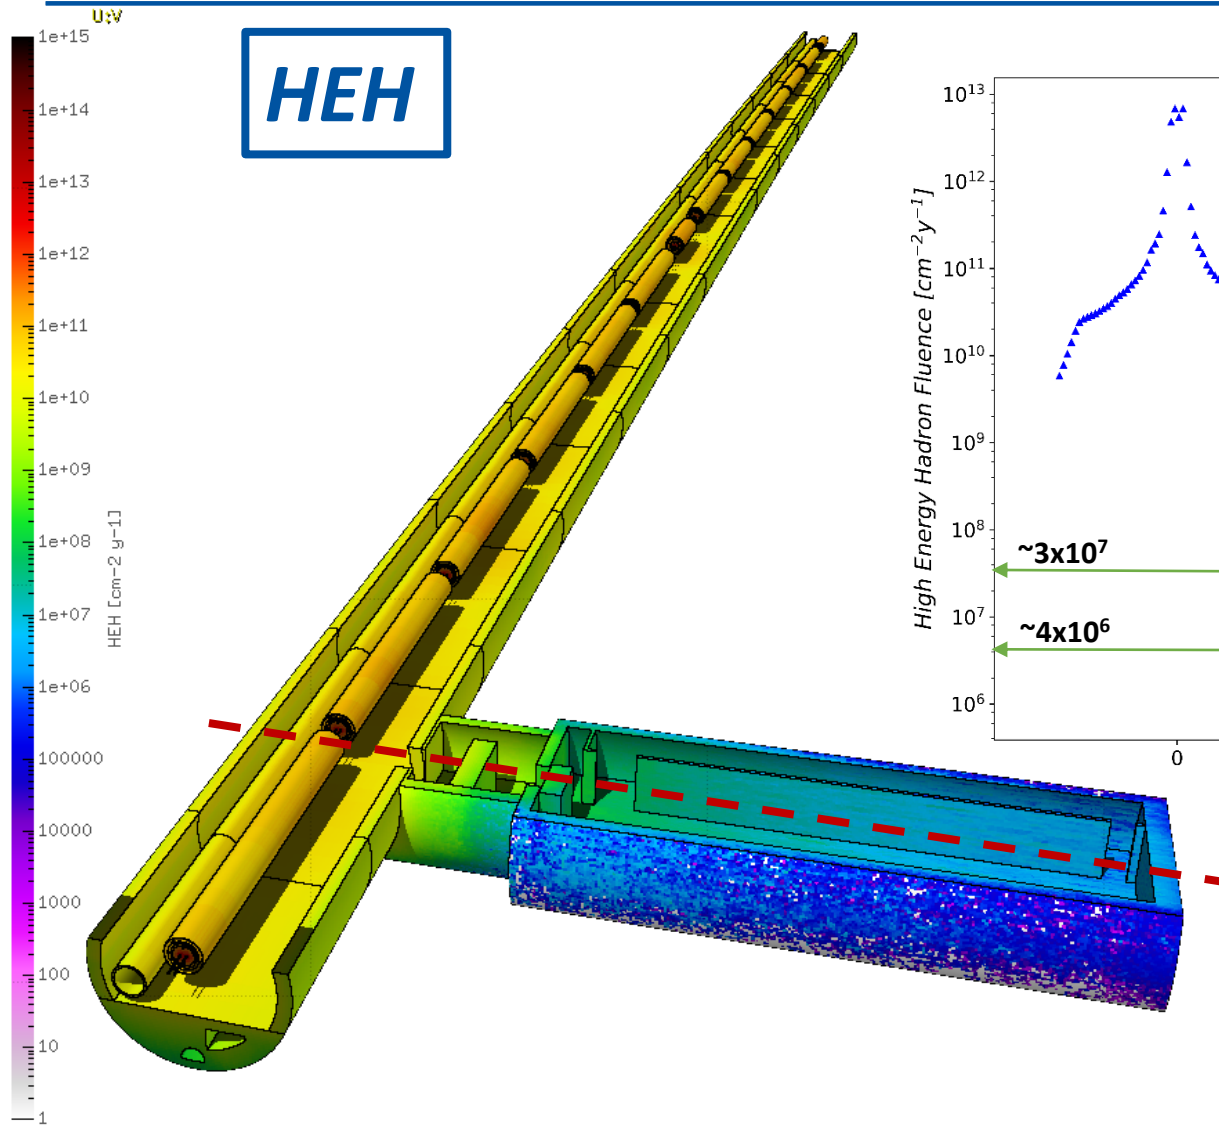 U:V
HEH
1e+15
1e+14
1e+13
1e+12
1e+11
1e+10
1e+09
1e+08
1e+07
1e+06
100000
10000
1000
100
10
1
HEH [cm-2 y-1]
High Energy Hadron Fluence [cm⁻²y⁻¹]
10¹³
10¹²
10¹¹
10¹⁰
10⁹
10⁸
~3x10⁷
10⁷
~4x10⁶
10⁶
0